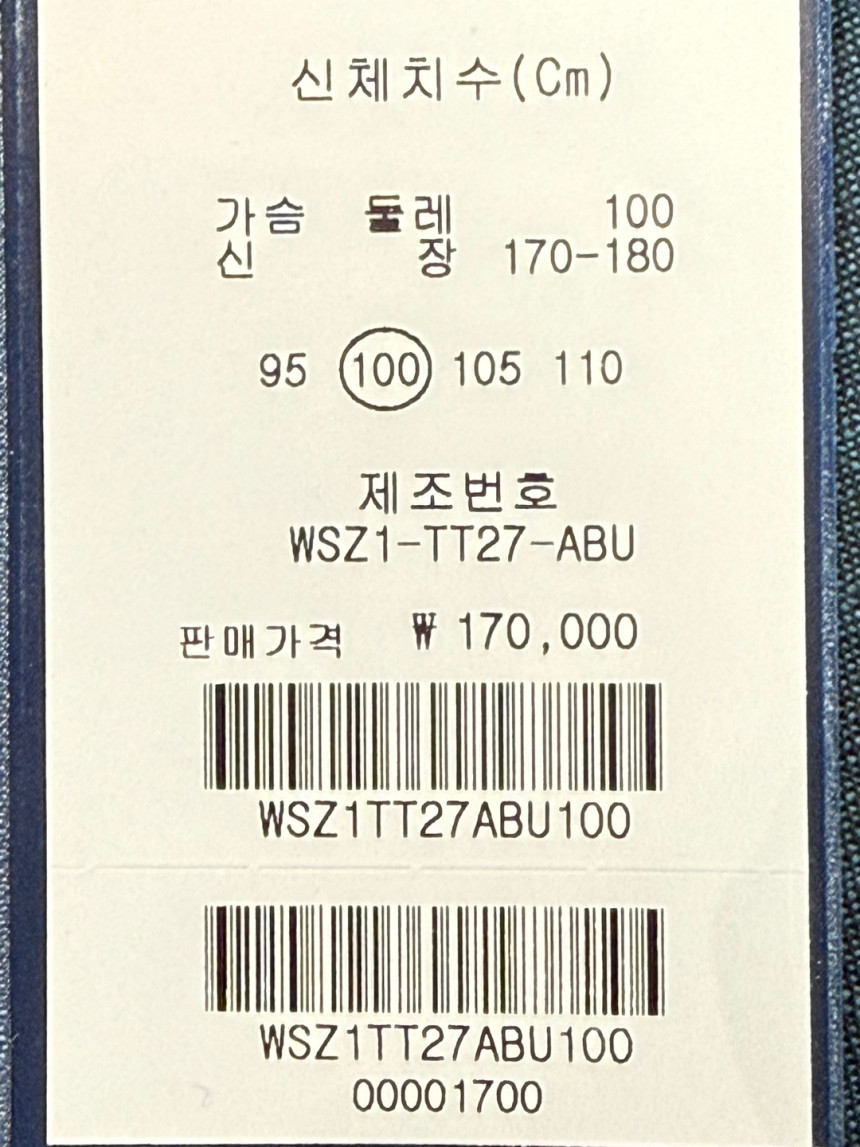 신체치수(Cm)
가슴 둘레 100
신 장 170-180
95 100 105 110
제조번호
WSZ1-TT27-ABU
판매가격 ₩ 170,000
WSZ1TT27ABU100
WSZ1TT27ABU100
00001700